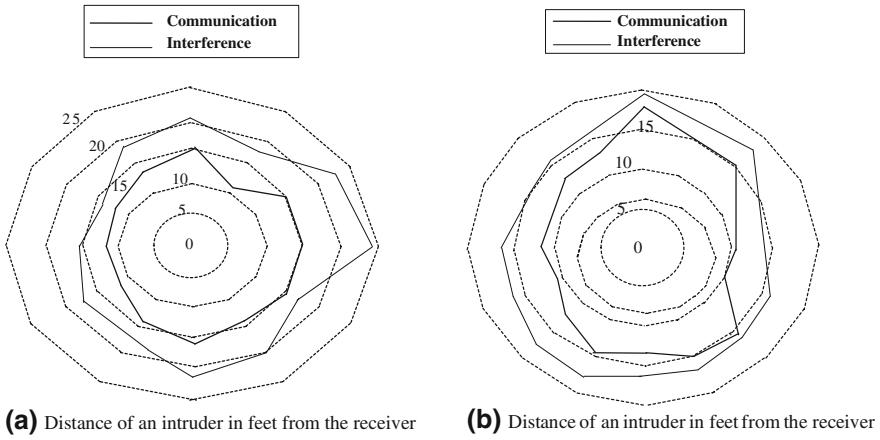 Communication
Interference
25
20
15
10
5
0
(a) Distance of an intruder in feet from the receiver
Communication
Interference
15
10
5
0
(b) Distance of an intruder in feet from the receiver